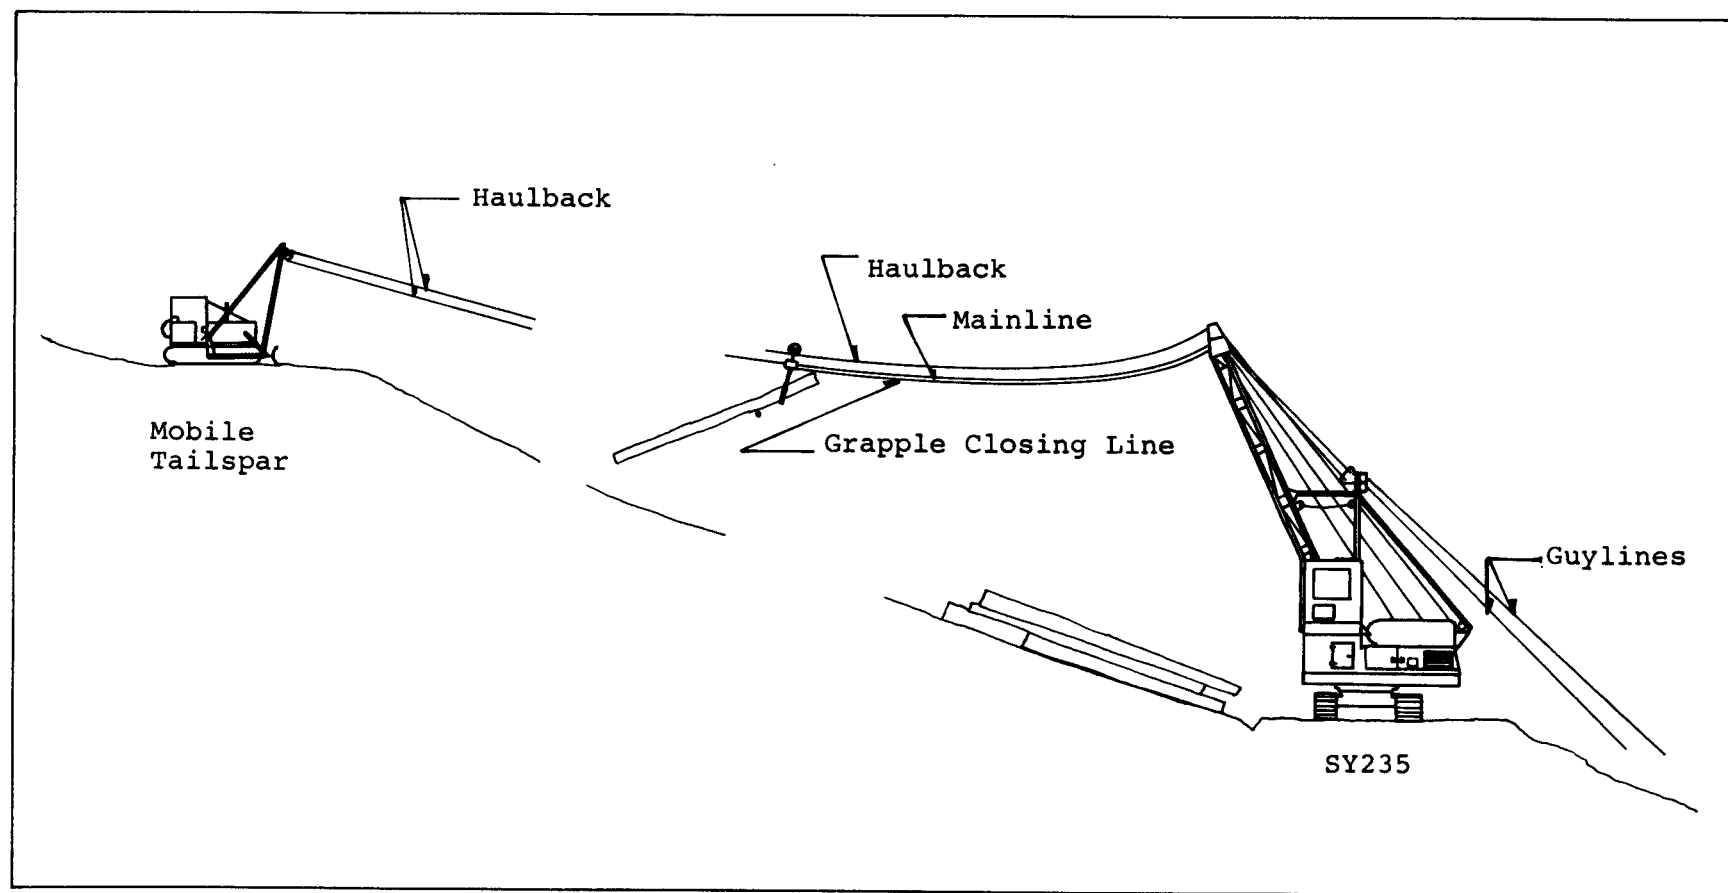 Haulback
Haulback
Mainline
Grapple Closing Line
Mobile
Tailspar
Guylines
SY235